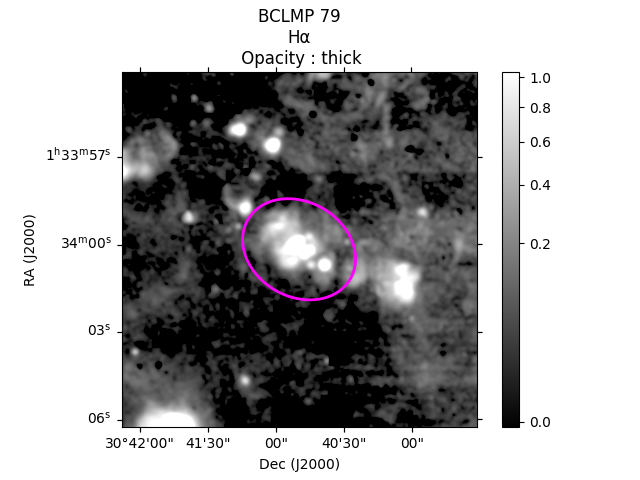 BCLMP 79
Hα
Opacity : thick
1ʰ33ᵐ57ˢ
34ᵐ00ˢ
03ˢ
06ˢ
RA (J2000)
30°42'00" 41'30" 00" 40'30" 00"
Dec (J2000)
1.0
0.8
0.6
0.4
0.2
0.0